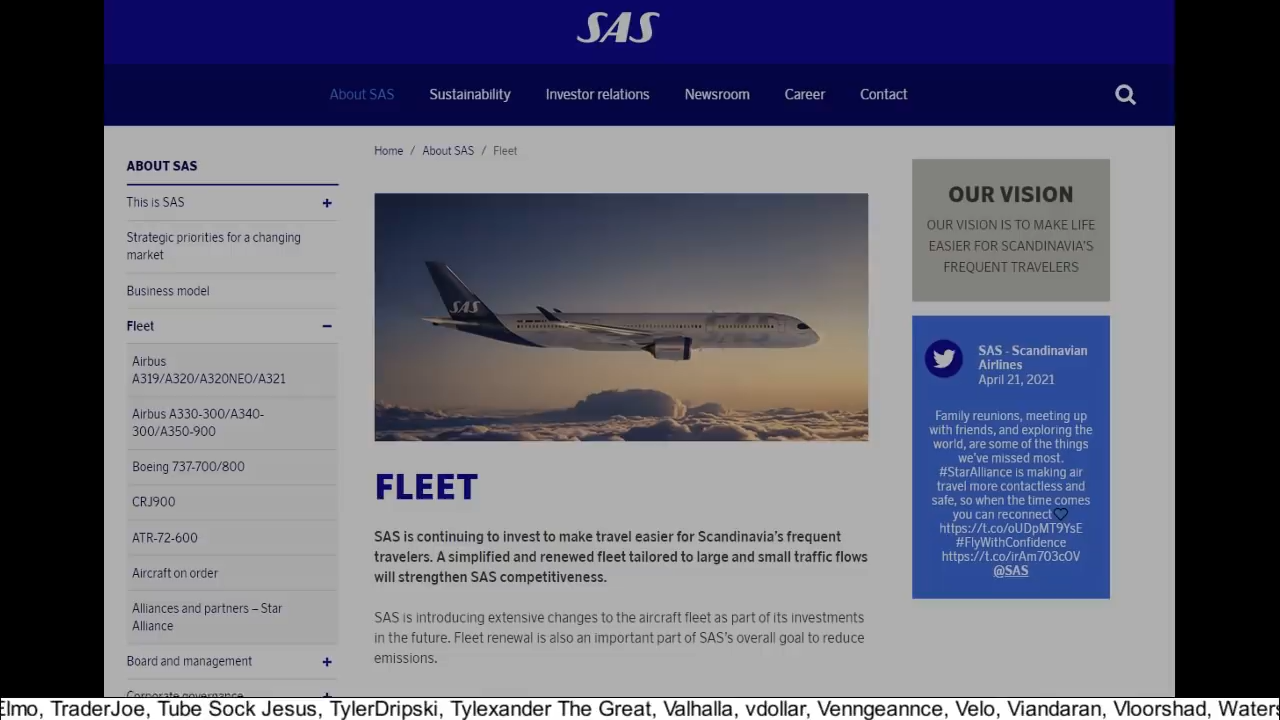 SAS
About SAS Sustainability Investor relations Newsroom Career Contact
Home / About SAS / Fleet
ABOUT SAS
This is SAS +
Strategic priorities for a changing
market
Business model
Fleet −
Airbus
A319/A320/A320NEO/A321
Airbus A330-300/A340-
300/A350-900
Boeing 737-700/800
CRJ900
ATR-72-600
Aircraft on order
Alliances and partners – Star
Alliance
Board and management +
Corporate governance +
SAS
FLEET
SAS is continuing to invest to make travel easier for Scandinavia's frequent
travelers. A simplified and renewed fleet tailored to large and small traffic flows
will strengthen SAS competitiveness.
SAS is introducing extensive changes to the aircraft fleet as part of its investments
in the future. Fleet renewal is also an important part of SAS's overall goal to reduce
emissions.
OUR VISION
OUR VISION IS TO MAKE LIFE
EASIER FOR SCANDINAVIA'S
FREQUENT TRAVELERS
SAS - Scandinavian
Airlines
April 21, 2021
Family reunions, meeting up
with friends, and exploring the
world, are some of the things
we've missed most.
#StarAlliance is making air
travel more contactless and
safe, so when the time comes
you can reconnect♡
https://t.co/oUDpMT9YsE
#FlyWithConfidence
https://t.co/irAm703cOV
@SAS
Elmo, TraderJoe, Tube Sock Jesus, TylerDripski, Tylexander The Great, Valhalla, vdollar, Venngeannce, Velo, Viandaran, Vloorshad, Waters